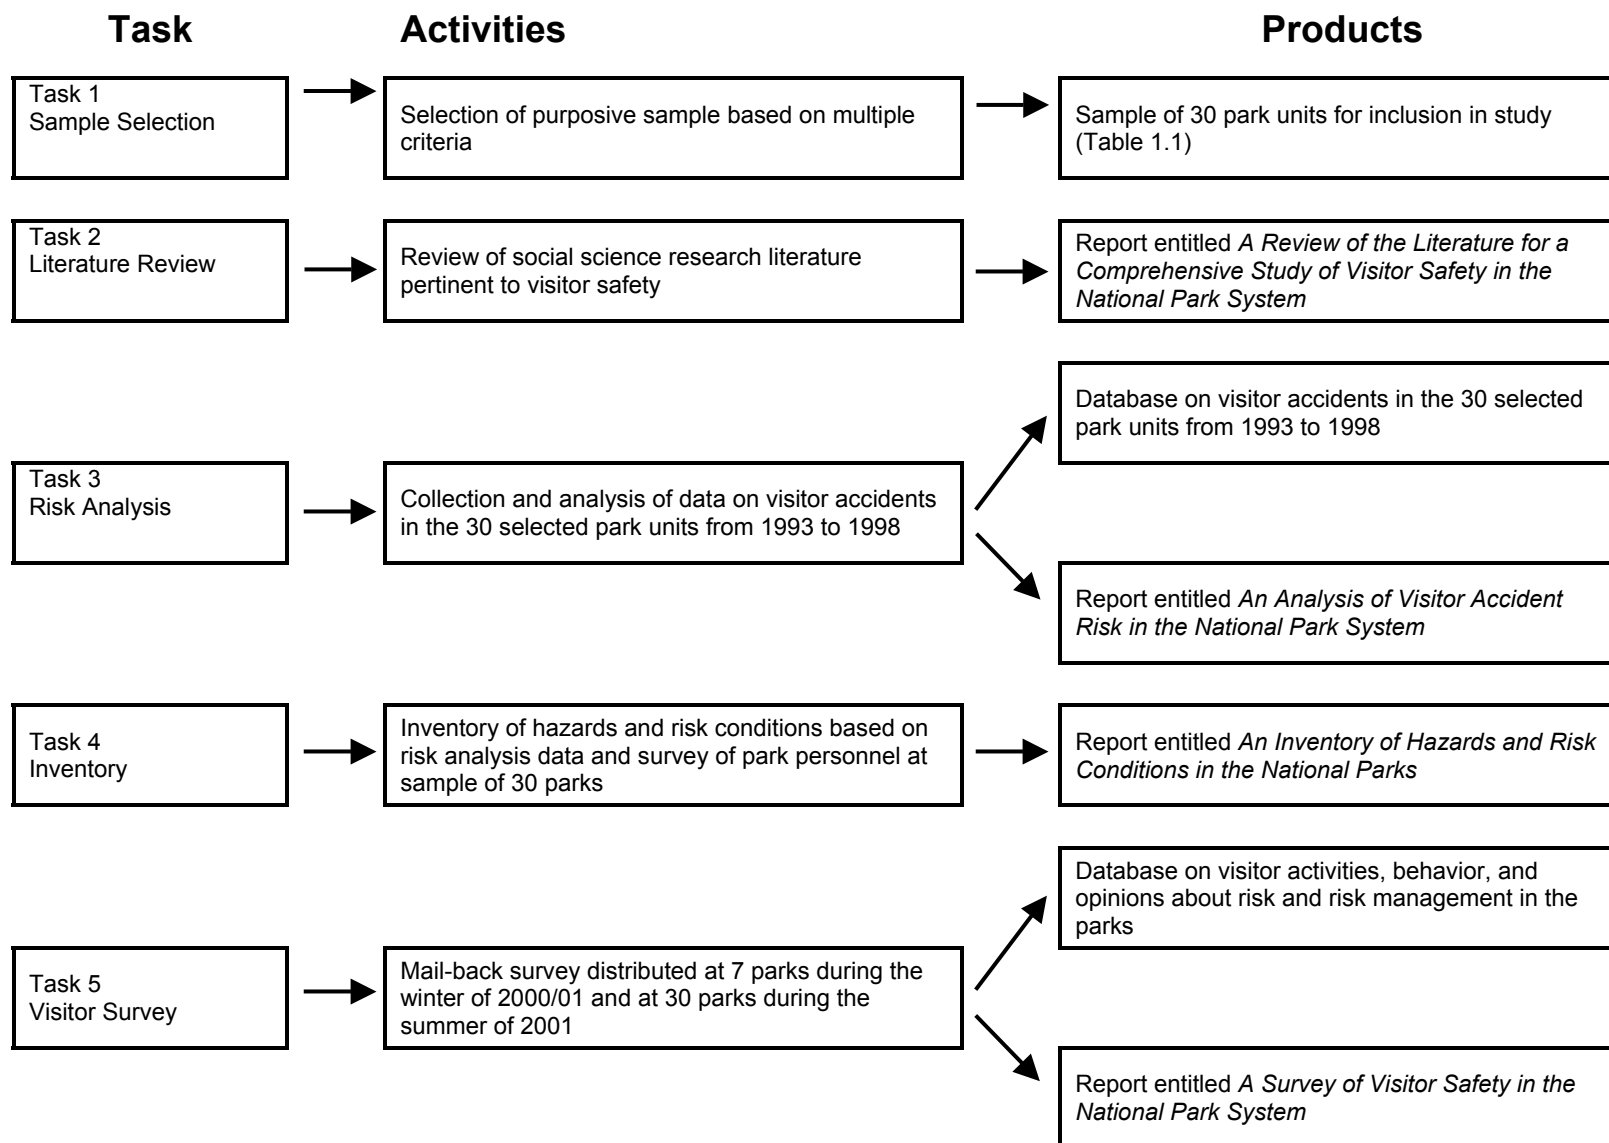 Task Activities Products
Task 1
Sample Selection
Selection of purposive sample based on multiple
criteria
Sample of 30 park units for inclusion in study
(Table 1.1)
Task 2
Literature Review
Review of social science research literature
pertinent to visitor safety
Report entitled A Review of the Literature for a
Comprehensive Study of Visitor Safety in the
National Park System
Task 3
Risk Analysis
Collection and analysis of data on visitor accidents
in the 30 selected park units from 1993 to 1998
Database on visitor accidents in the 30 selected
park units from 1993 to 1998
Report entitled An Analysis of Visitor Accident
Risk in the National Park System
Task 4
Inventory
Inventory of hazards and risk conditions based on
risk analysis data and survey of park personnel at
sample of 30 parks
Report entitled An Inventory of Hazards and Risk
Conditions in the National Parks
Task 5
Visitor Survey
Mail-back survey distributed at 7 parks during the
winter of 2000/01 and at 30 parks during the
summer of 2001
Database on visitor activities, behavior, and
opinions about risk and risk management in the
parks
Report entitled A Survey of Visitor Safety in the
National Park System